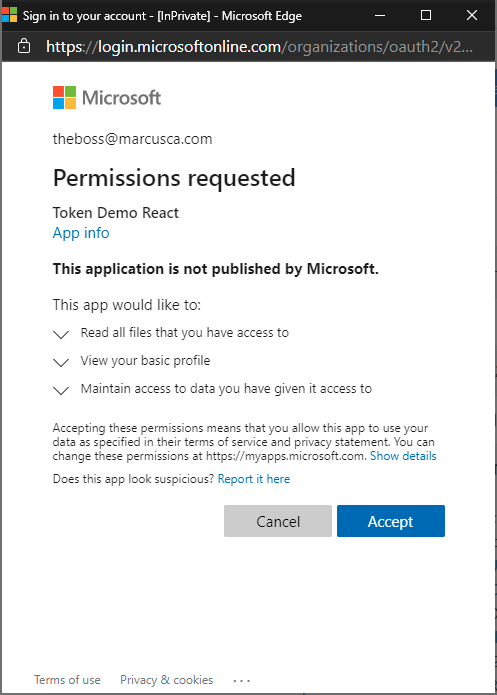 Sign in to your account - [InPrivate] - Microsoft Edge
https://login.microsoftonline.com/organizations/oauth2/v2...
Microsoft
theboss@marcusca.com
Permissions requested
Token Demo React
App info
This application is not published by Microsoft.
This app would like to:
Read all files that you have access to
View your basic profile
Maintain access to data you have given it access to
Accepting these permissions means that you allow this app to use your
data as specified in their terms of service and privacy statement. You can
change these permissions at https://myapps.microsoft.com. Show details
Does this app look suspicious? Report it here
Cancel
Accept
Terms of use
Privacy & cookies
...